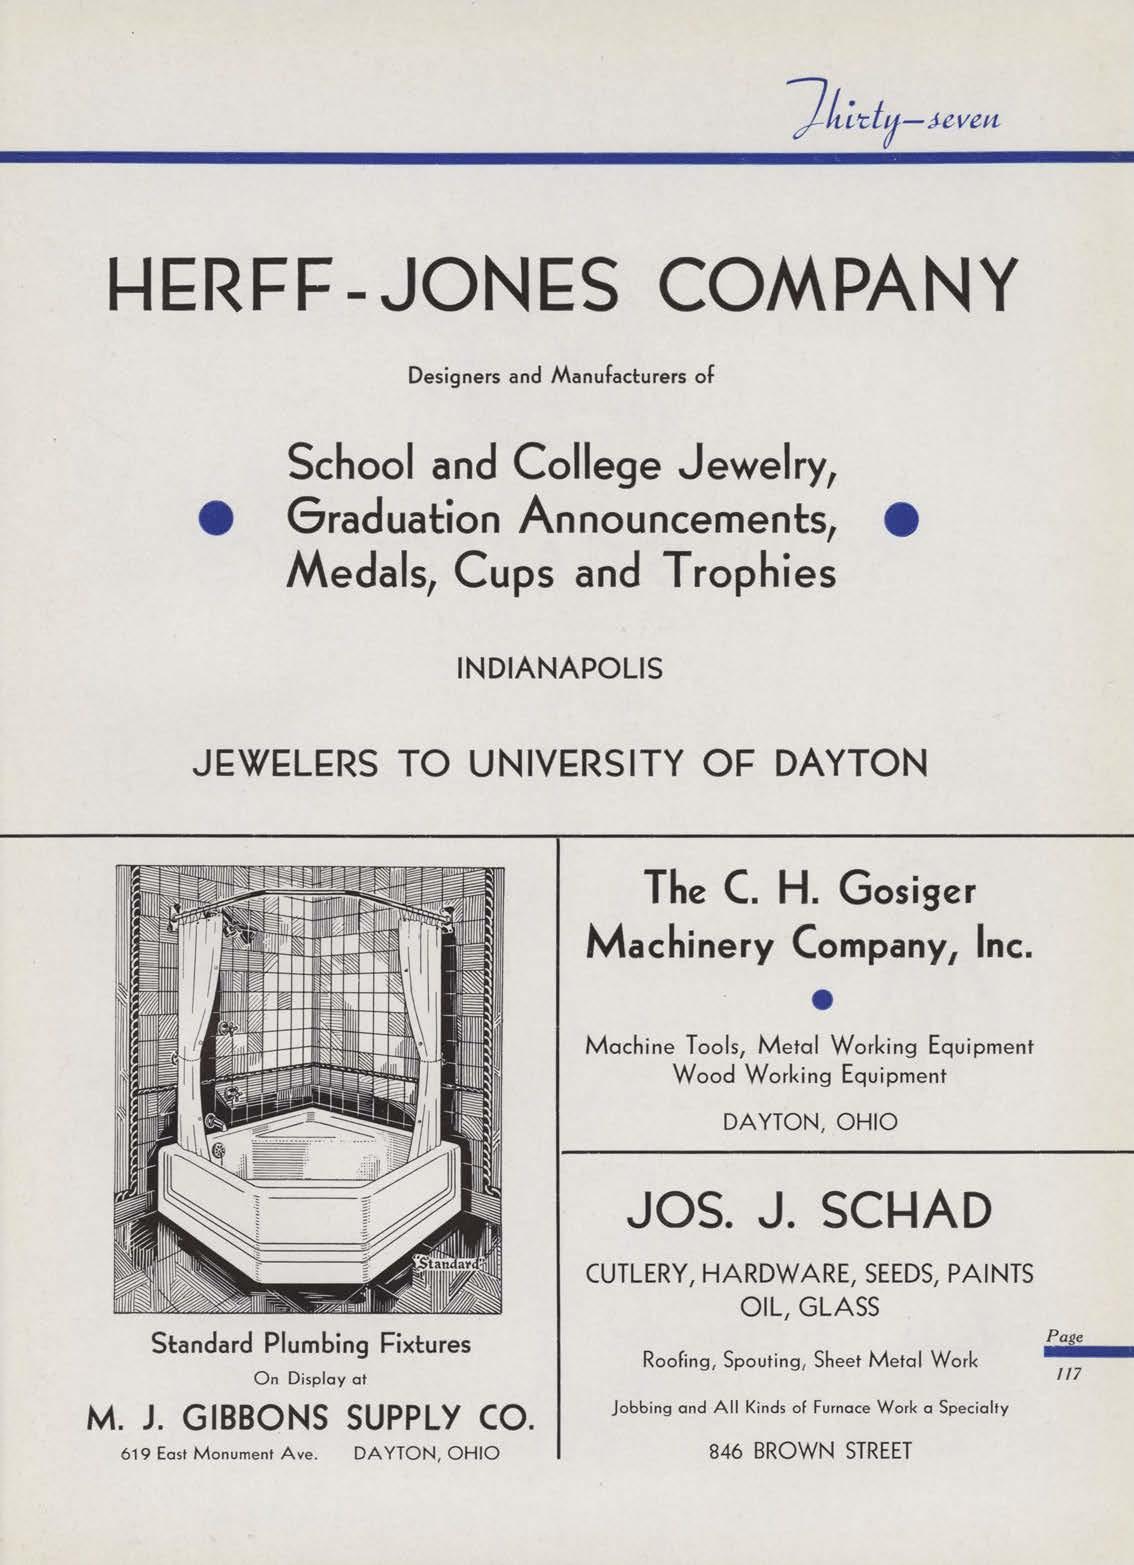 Thirty-seven
HERFF-JONES COMPANY
Designers and Manufacturers of
School and College Jewelry,
Graduation Announcements,
Medals, Cups and Trophies
INDIANAPOLIS
JEWELERS TO UNIVERSITY OF DAYTON
"Standard"
Standard Plumbing Fixtures
On Display at
M. J. GIBBONS SUPPLY CO.
619 East Monument Ave. DAYTON, OHIO
The C. H. Gosiger
Machinery Company, Inc.
Machine Tools, Metal Working Equipment
Wood Working Equipment
DAYTON, OHIO
JOS. J. SCHAD
CUTLERY, HARDWARE, SEEDS, PAINTS
OIL, GLASS
Roofing, Spouting, Sheet Metal Work
Jobbing and All Kinds of Furnace Work a Specialty
846 BROWN STREET
Page
117